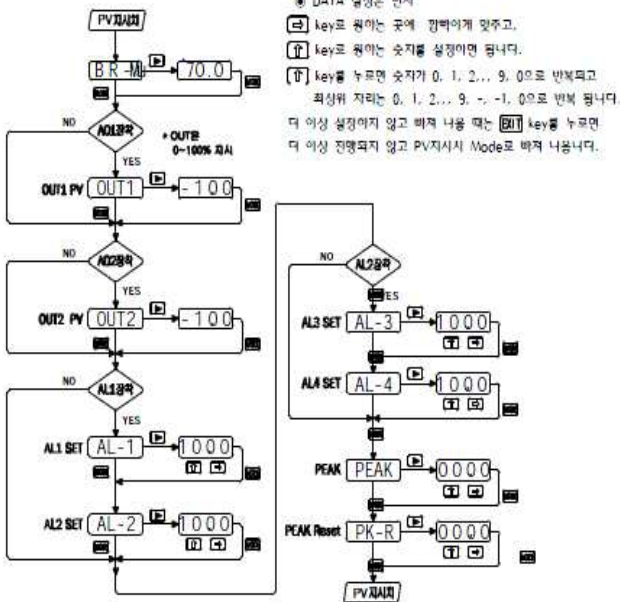 ◉ DATA 설정은 먼저
[⇨] key로 원하는 곳에 깜빡이게 맞추고,
[⇧] key로 원하는 숫자를 설정하면 됩니다.
[⇧] key를 누르면 숫자가 0, 1, 2... 9, 0으로 반복되고
최상위 자리는 0, 1, 2... 9, -, -1, 0으로 반복 됩니다.
더 이상 설정하지 않고 빠져 나올 때는 EXIT key를 누르면
더 이상 진행되지 않고 PV지시치 Mode로 빠져 나옵니다.
PV지시치
BR-M 70.0
NO
AO1장착
YES
* OUT은
0~100% 지시
OUT1 PV OUT1 -100
NO
AO2장착
YES
OUT2 PV OUT2 -100
NO
AL1장착
YES
AL1 SET AL-1 1000
AL2 SET AL-2 1000
NO
AL2장착
YES
AL3 SET AL-3 1000
AL4 SET AL-4 1000
PEAK PEAK 0000
PEAK Reset PK-R 0000
PV지시치